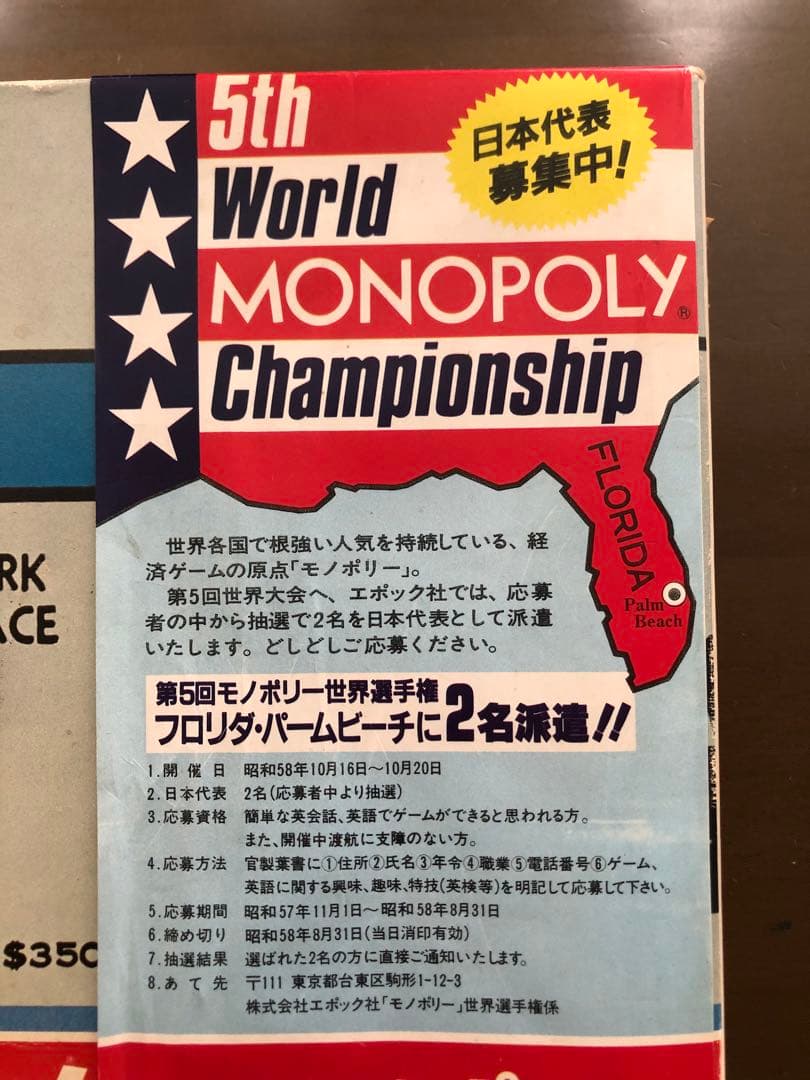 5th
World
MONOPOLY®
Championship
日本代表
募集中!
FLORIDA
Palm
Beach
世界各国で根強い人気を持続している、経
済ゲームの原点「モノポリー」。
第5回世界大会へ、エポック社では、応募
者の中から抽選で2名を日本代表として派遣
いたします。どしどしご応募ください。
第5回モノポリー世界選手権
フロリダ・パームビーチに2名派遣!!
1.開催日 昭和58年10月16日〜10月20日
2.日本代表 2名(応募者中より抽選)
3.応募資格 簡単な英会話、英語でゲームができると思われる方。
また、開催中渡航に支障のない方。
4.応募方法 官製葉書に①住所②氏名③年令④職業⑤電話番号⑥ゲーム、
英語に関する興味、趣味、特技(英検等)を明記して応募して下さい。
5.応募期間 昭和57年11月1日〜昭和58年8月31日
6.締め切り 昭和58年8月31日(当日消印有効)
7.抽選結果 選ばれた2名の方に直接ご通知いたします。
8.あて先 〒111 東京都台東区駒形1-12-3
株式会社エポック社「モノポリー」世界選手権係
RK
ACE
$350